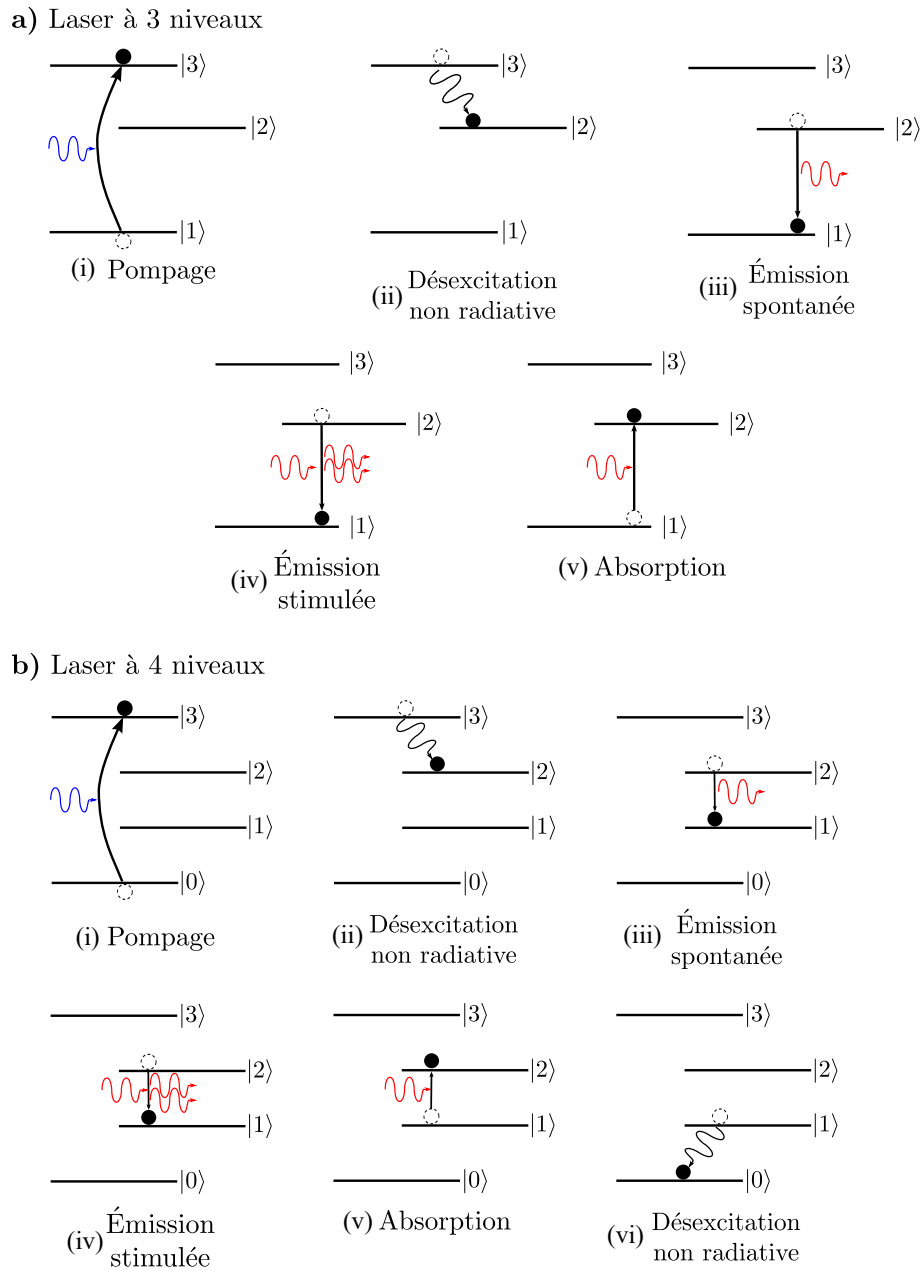 a) Laser à 3 niveaux
|3⟩
|2⟩
|1⟩
(i) Pompage
|3⟩
|2⟩
|1⟩
(ii) Désexcitation
non radiative
|3⟩
|2⟩
|1⟩
(iii) Émission
spontanée
|3⟩
|2⟩
|1⟩
(iv) Émission
stimulée
|3⟩
|2⟩
|1⟩
(v) Absorption
b) Laser à 4 niveaux
|3⟩
|2⟩
|1⟩
|0⟩
(i) Pompage
|3⟩
|2⟩
|1⟩
|0⟩
(ii) Désexcitation
non radiative
|3⟩
|2⟩
|1⟩
|0⟩
(iii) Émission
spontanée
|3⟩
|2⟩
|1⟩
|0⟩
(iv) Émission
stimulée
|3⟩
|2⟩
|1⟩
|0⟩
(v) Absorption
|3⟩
|2⟩
|1⟩
|0⟩
(vi) Désexcitation
non radiative